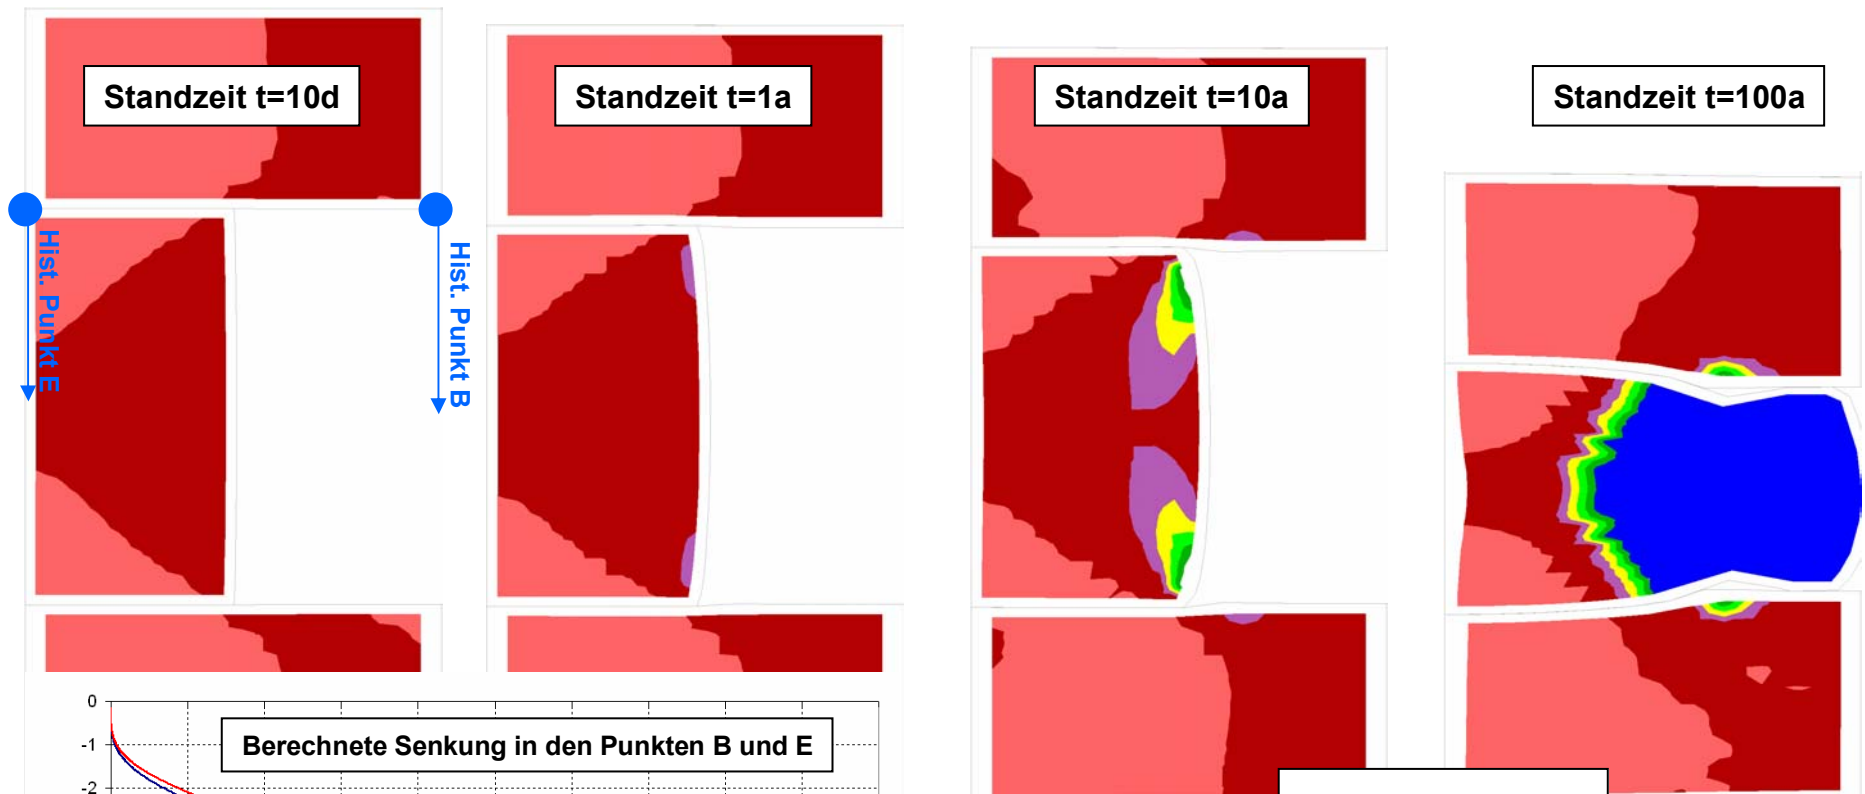 Standzeit t=10d
Standzeit t=1a
Standzeit t=10a
Standzeit t=100a
Hist. Punkt E
Hist. Punkt B
Berechnete Senkung in den Punkten B und E
0
-1
-2